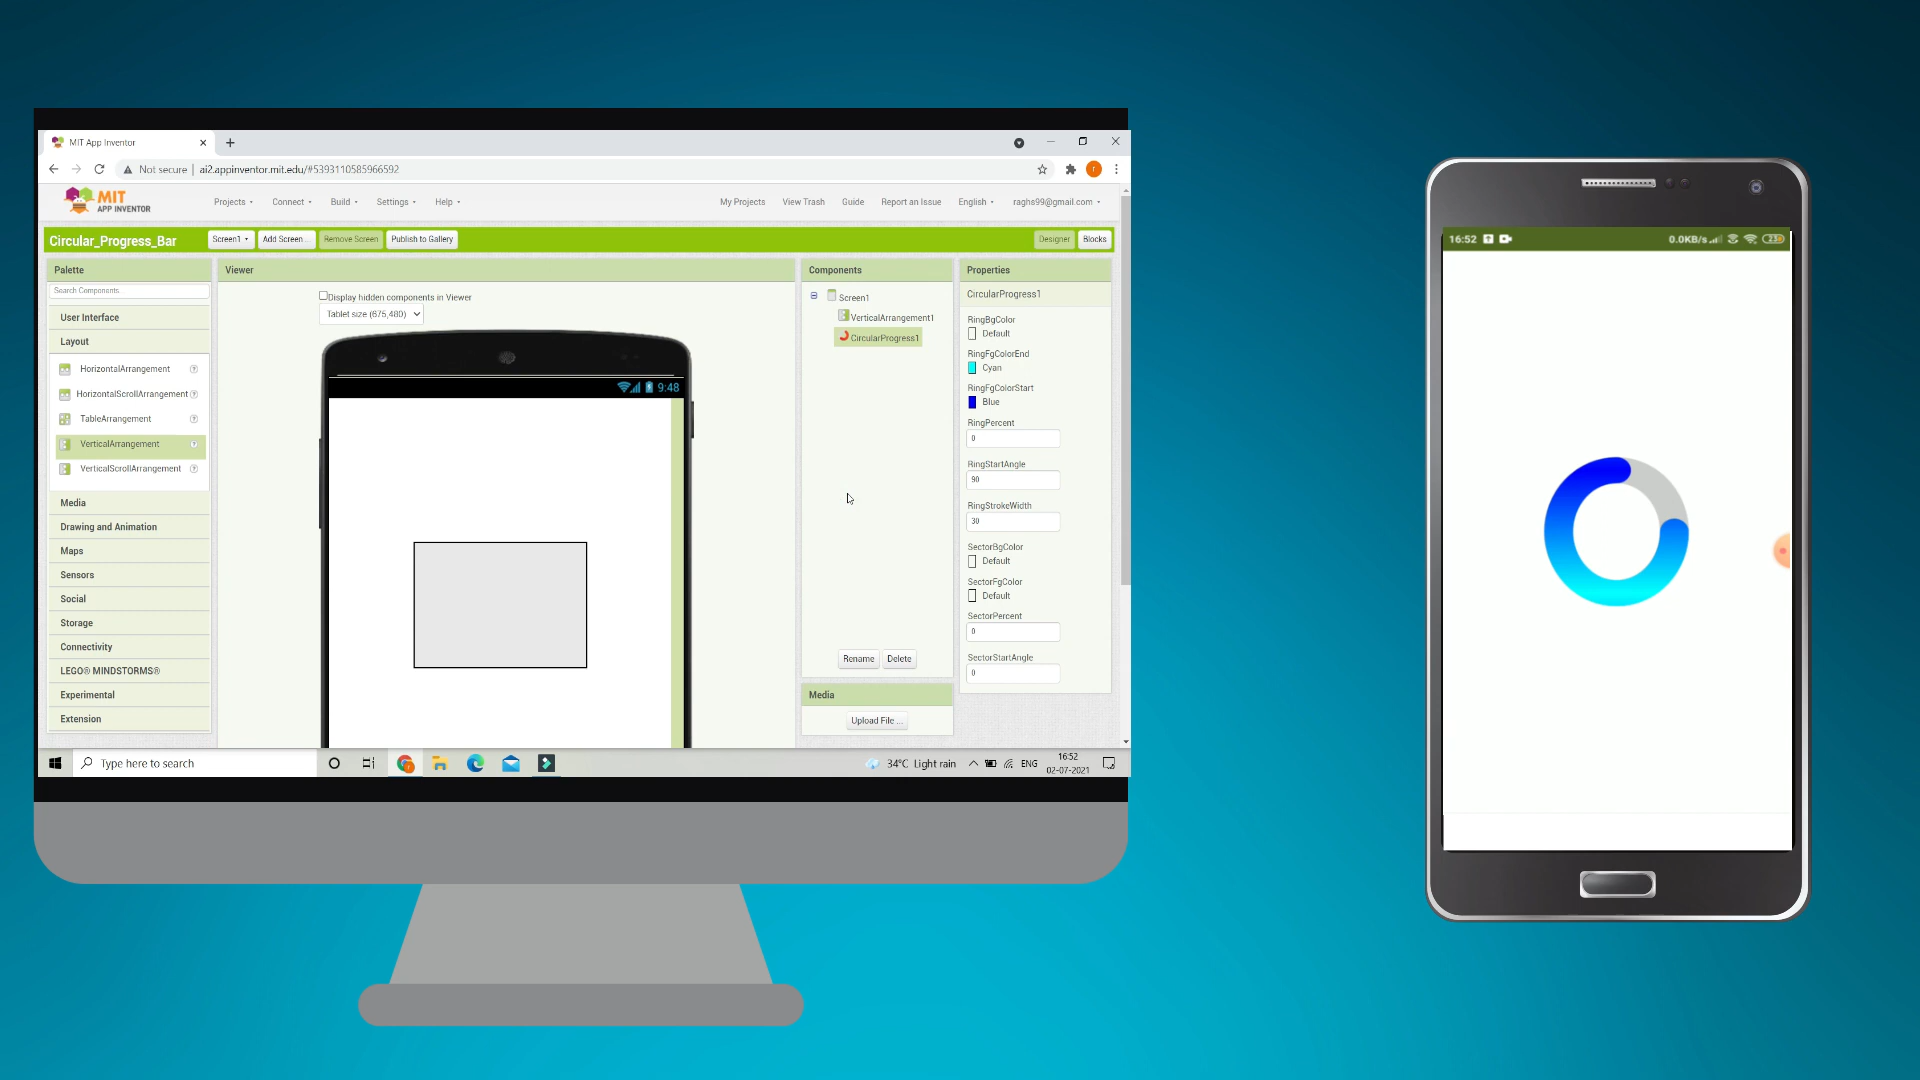 MIT App Inventor
Not secure
ai2.appinventor.mit.edu/#5393110585966592
MIT
APP INVENTOR
Projects
Connect
Build
Settings
Help
My Projects
View Trash
Guide
Report an Issue
English
raghs99@gmail.com
Circular_Progress_Bar
Screen1
Add Screen ...
Remove Screen
Publish to Gallery
Designer
Blocks
Palette
Search Components...
User Interface
Layout
HorizontalArrangement
HorizontalScrollArrangement
TableArrangement
VerticalArrangement
VerticalScrollArrangement
Media
Drawing and Animation
Maps
Sensors
Social
Storage
Connectivity
LEGO® MINDSTORMS®
Experimental
Extension
Viewer
Display hidden components in Viewer
Tablet size (675,480)
9:48
Components
Screen1
VerticalArrangement1
CircularProgress1
Rename
Delete
Media
Upload File ...
Properties
CircularProgress1
RingBgColor
Default
RingFgColorEnd
Cyan
RingFgColorStart
Blue
RingPercent
0
RingStartAngle
90
RingStrokeWidth
30
SectorBgColor
Default
SectorFgColor
Default
SectorPercent
0
SectorStartAngle
0
Type here to search
34°C Light rain
ENG
16:52
02-07-2021
16:52
0.0KB/s
23